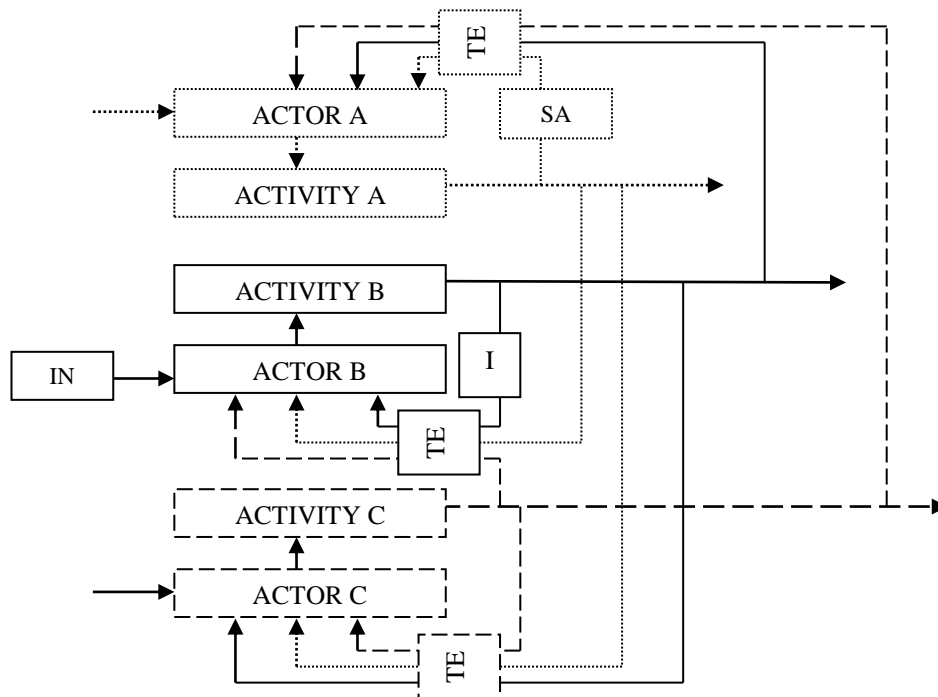 TE
ACTOR A
SA
ACTIVITY A
ACTIVITY B
I
IN
ACTOR B
TE
ACTIVITY C
ACTOR C
TE